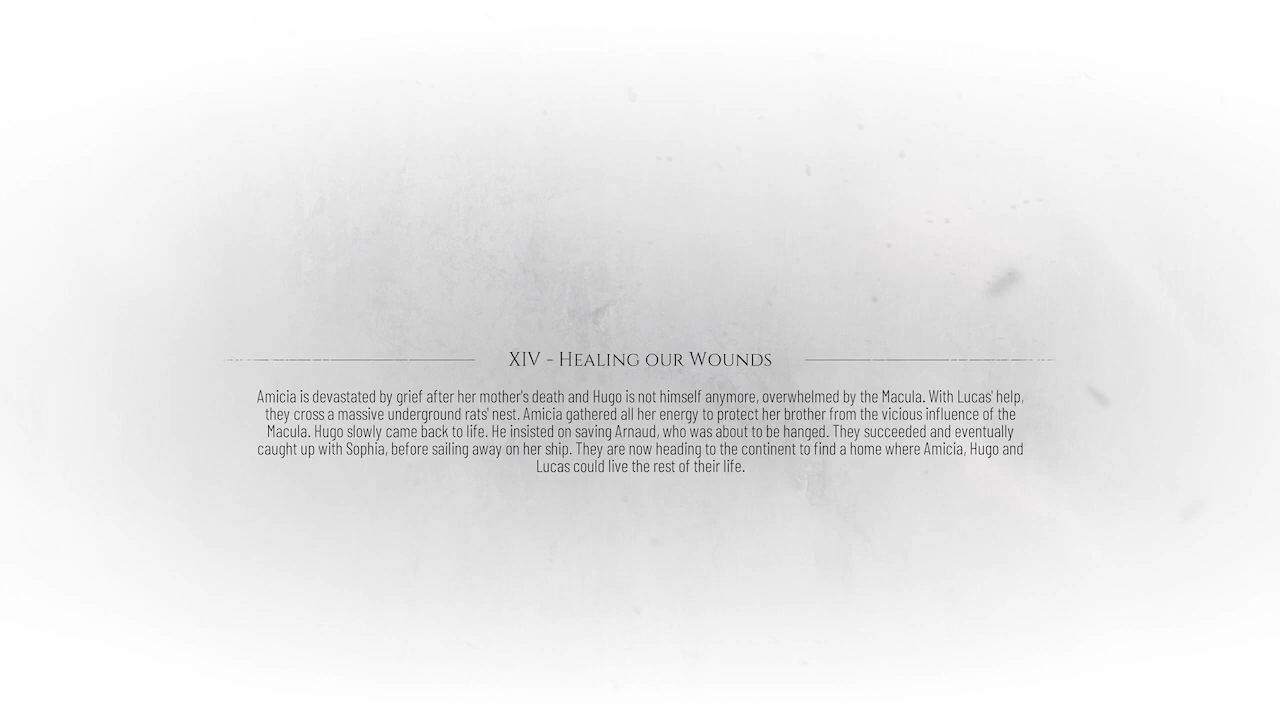 XIV - Healing our Wounds
Amicia is devastated by grief after her mother's death and Hugo is not himself anymore, overwhelmed by the Macula. With Lucas' help,
they cross a massive underground rats' nest. Amicia gathered all her energy to protect her brother from the vicious influence of the
Macula. Hugo slowly came back to life. He insisted on saving Arnaud, who was about to be hanged. They succeeded and eventually
caught up with Sophia, before sailing away on her ship. They are now heading to the continent to find a home where Amicia, Hugo and
Lucas could live the rest of their life.